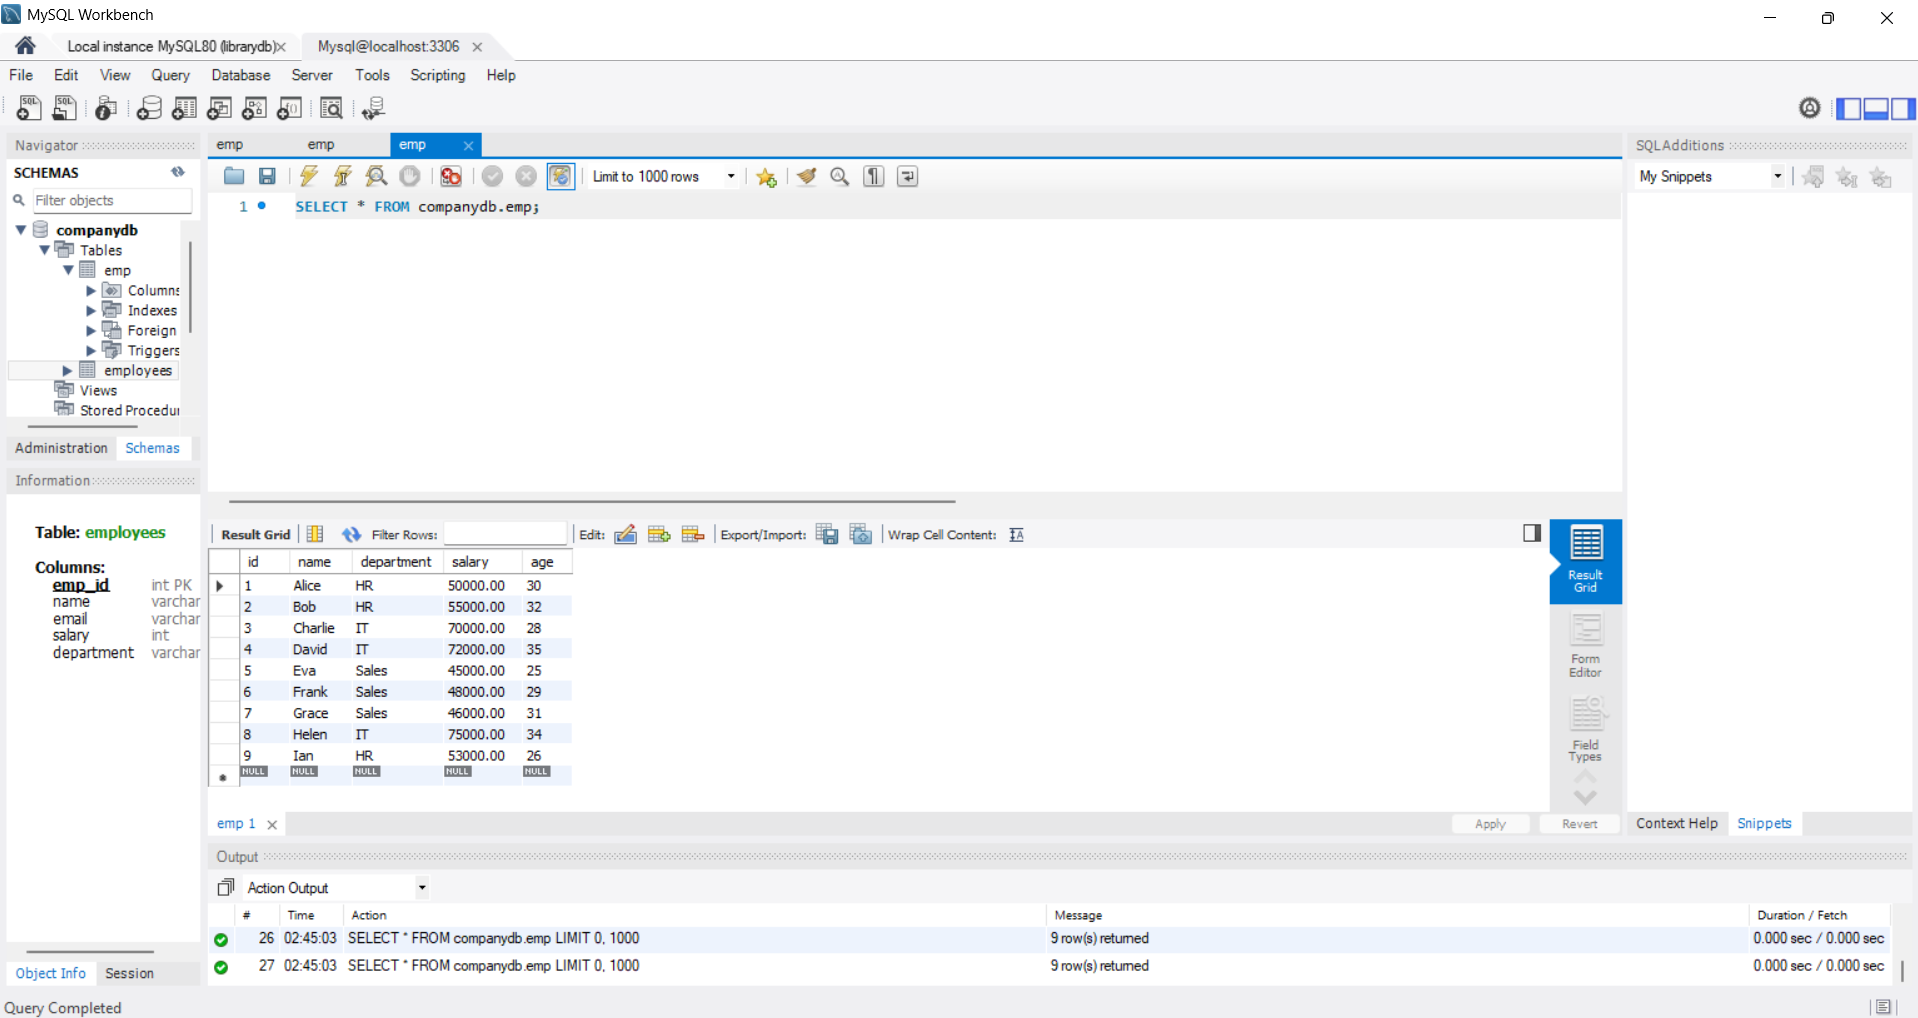 MySQL Workbench
Local instance MySQL80 (librarydb)
Mysql@localhost:3306
File Edit View Query Database Server Tools Scripting Help
Navigator
SCHEMAS
Filter objects
companydb
Tables
emp
Columns
Indexes
Foreign
Triggers
employees
Views
Stored Procedu
Administration Schemas
Information
Table: employees
Columns:
emp_id int PK
name varchar
email varchar
salary int
department varchar
Object Info Session
emp emp emp
Limit to 1000 rows
1 SELECT * FROM companydb.emp;
Result Grid Filter Rows: Edit: Export/Import: Wrap Cell Content:
id name department salary age
1 Alice HR 50000.00 30
2 Bob HR 55000.00 32
3 Charlie IT 70000.00 28
4 David IT 72000.00 35
5 Eva Sales 45000.00 25
6 Frank Sales 48000.00 29
7 Grace Sales 46000.00 31
8 Helen IT 75000.00 34
9 Ian HR 53000.00 26
NULL NULL NULL NULL NULL
Result
Grid
Form
Editor
Field
Types
emp 1
Apply Revert
SQLAdditions
My Snippets
Context Help Snippets
Output
Action Output
# Time Action Message Duration / Fetch
26 02:45:03 SELECT * FROM companydb.emp LIMIT 0, 1000 9 row(s) returned 0.000 sec / 0.000 sec
27 02:45:03 SELECT * FROM companydb.emp LIMIT 0, 1000 9 row(s) returned 0.000 sec / 0.000 sec
Query Completed